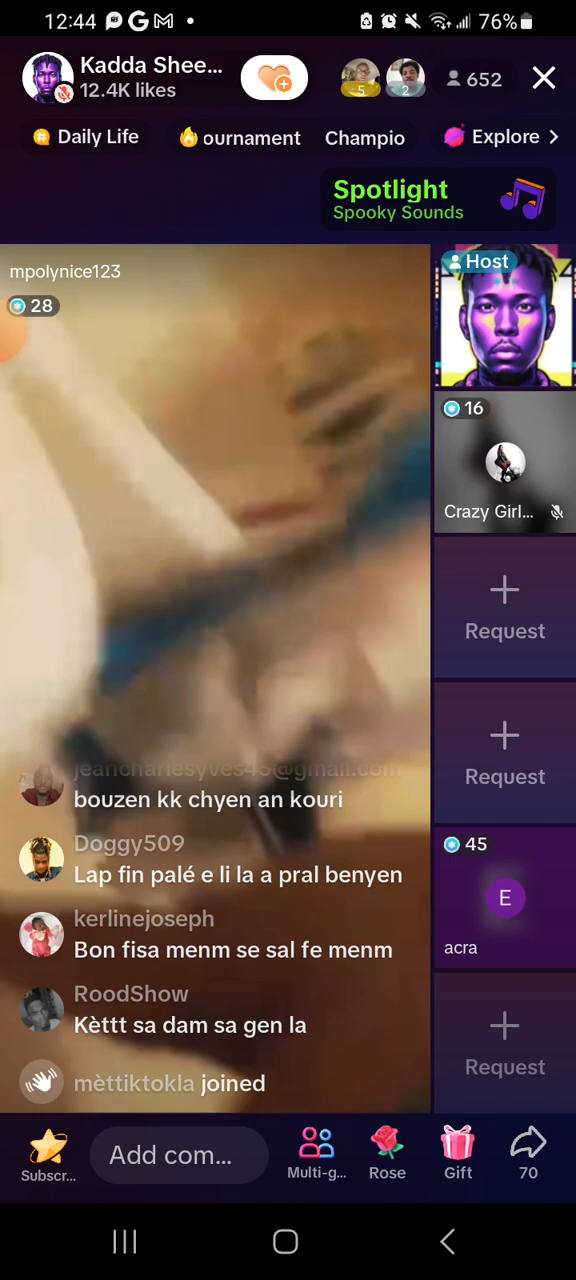 12:44
76%
Kadda Shee...
12.4K likes
5
2
652
Daily Life
ournament
Champio
Explore
Spotlight
Spooky Sounds
mpolynice123
28
Host
16
Crazy Girl...
Request
Request
45
E
acra
Request
jeancharlesyves45@gmail.com
bouzen kk chyen an kouri
Doggy509
Lap fin palé e li la a pral benyen
kerlinejoseph
Bon fisa menm se sal fe menm
RoodShow
Kèttt sa dam sa gen la
mèttiktokla joined
Subscr...
Add com...
Multi-g...
Rose
Gift
70